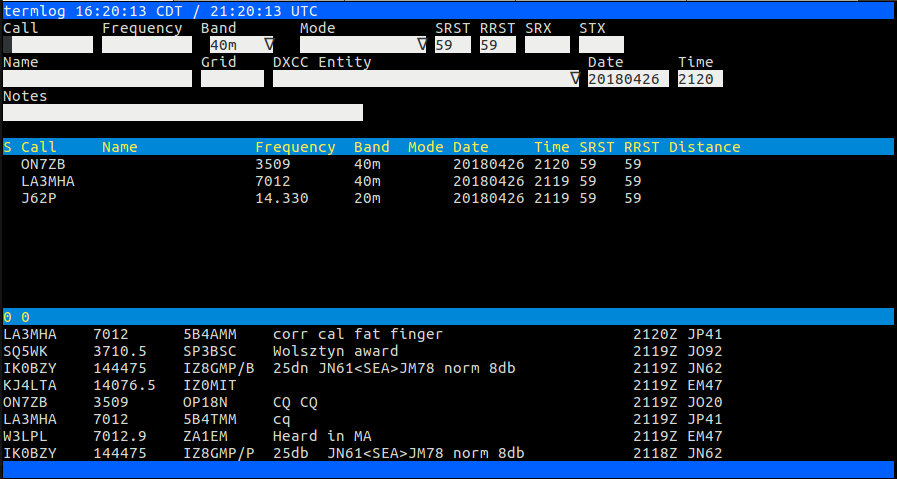 termlog 16:20:13 CDT / 21:20:13 UTC
Call Frequency Band Mode SRST RRST SRX STX
40m ∇ ∇ 59 59
Name Grid DXCC Entity Date Time
∇ 20180426 2120
Notes
S Call Name Frequency Band Mode Date Time SRST RRST Distance
ON7ZB 3509 40m 20180426 2120 59 59
LA3MHA 7012 40m 20180426 2119 59 59
J62P 14.330 20m 20180426 2119 59 59
0 0
LA3MHA 7012 5B4AMM corr cal fat finger 2120Z JP41
SQ5WK 3710.5 SP3BSC Wolsztyn award 2119Z JO92
IK0BZY 144475 IZ8GMP/B 25dn JN61<SEA>JM78 norm 8db 2119Z JN62
KJ4LTA 14076.5 IZ0MIT 2119Z EM47
ON7ZB 3509 OP18N CQ CQ 2119Z JO20
LA3MHA 7012 5B4TMM cq 2119Z JP41
W3LPL 7012.9 ZA1EM Heard in MA 2119Z EM47
IK0BZY 144475 IZ8GMP/P 25db JN61<SEA>JM78 norm 8db 2118Z JN62